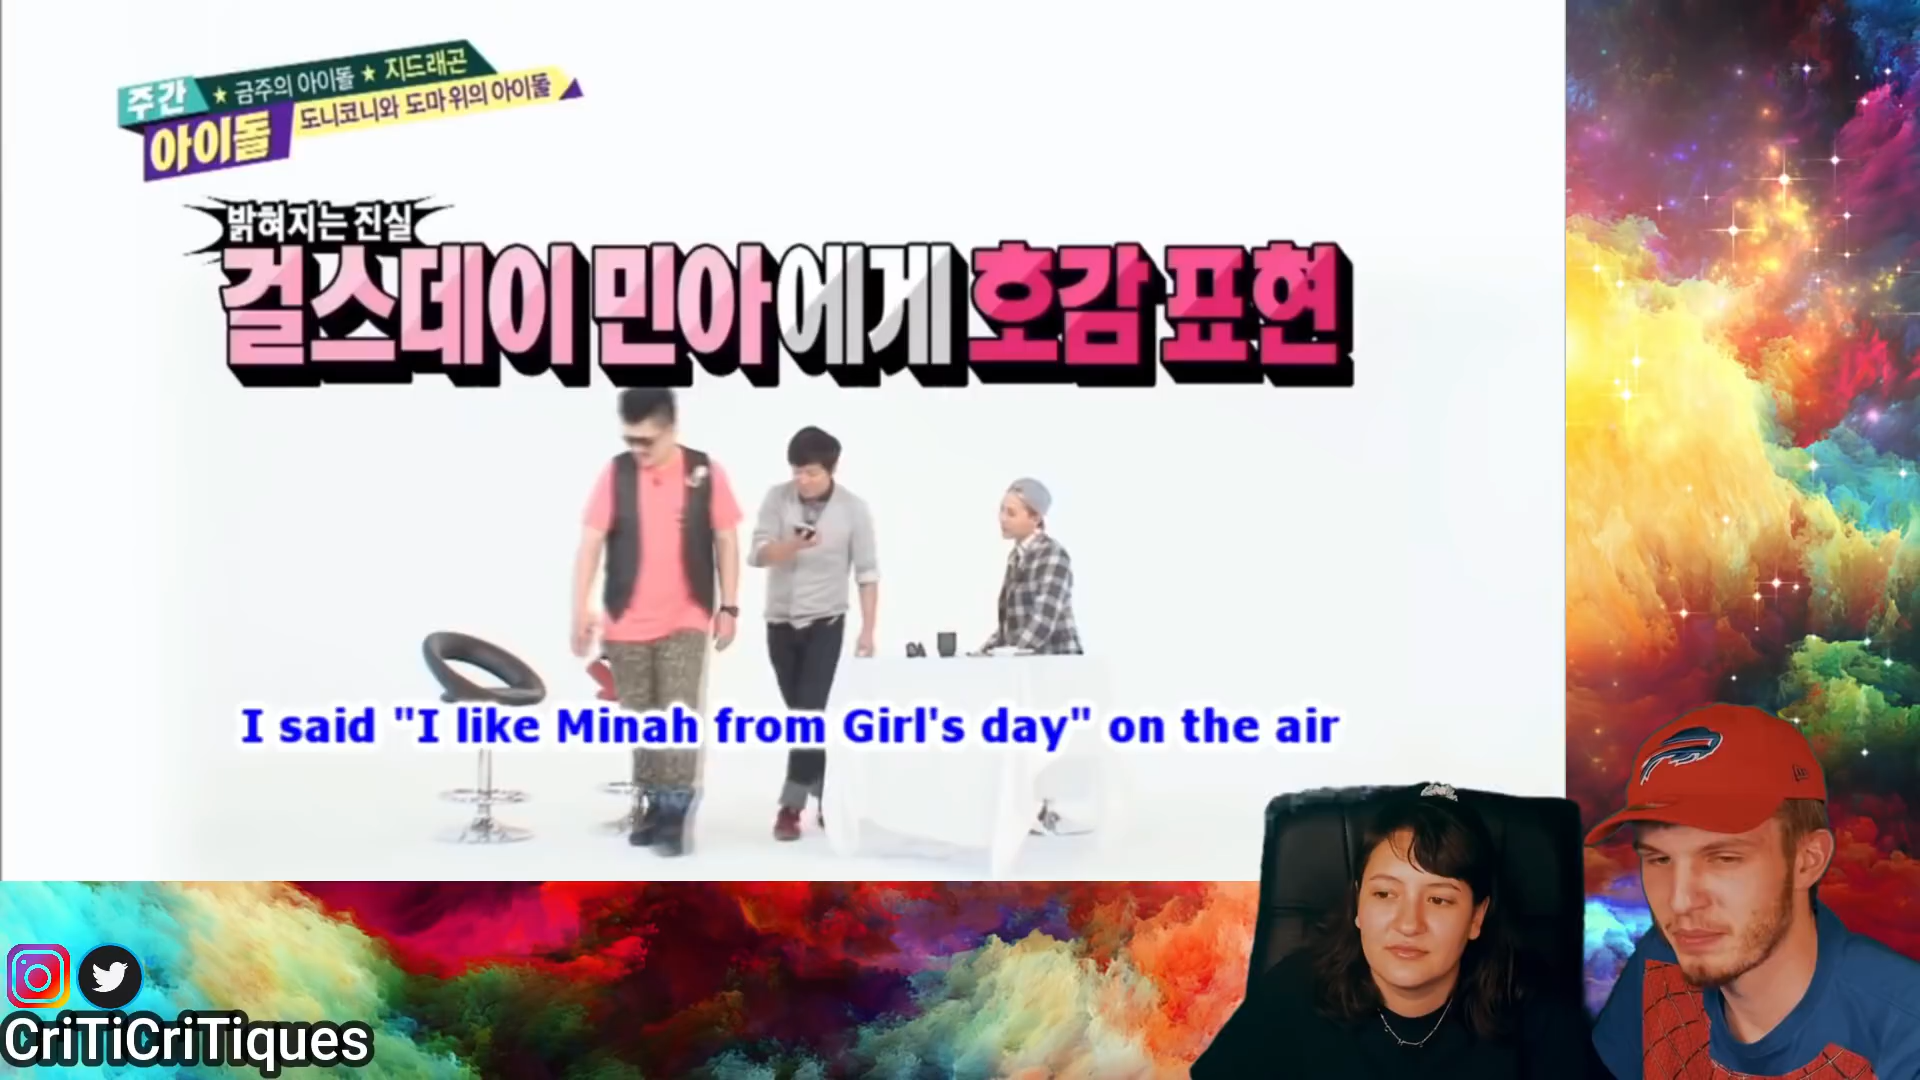 주간
아이돌
★ 금주의 아이돌 ★ 지드래곤
도니코니와 도마 위의 아이돌
밝혀지는 진실
걸스데이 민아에게 호감 표현
I said "I like Minah from Girl's day" on the air
CriTiCriTiques